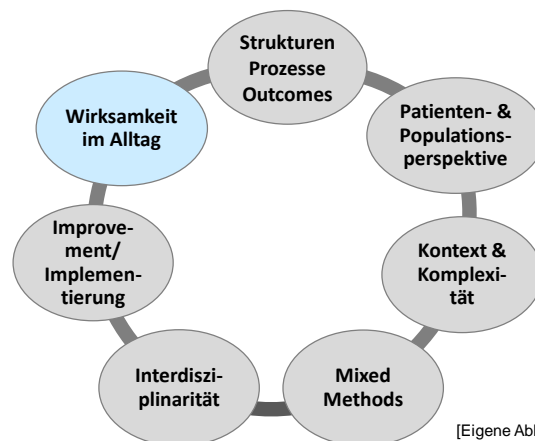 Strukturen
Prozesse
Outcomes
Patienten- &
Populations-
perspektive
Kontext &
Komplexi-
tät
Mixed
Methods
Interdiszi-
plinarität
Improve-
ment/
Implemen-
tierung
Wirksamkeit
im Alltag
[Eigene Abl